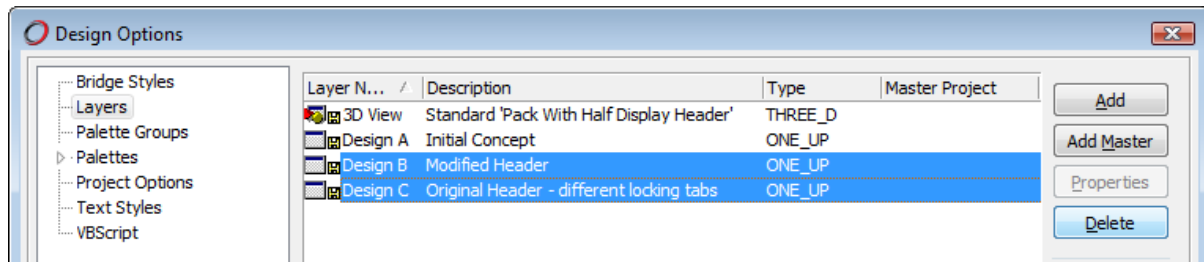 Design Options
Bridge Styles
Layers
Palette Groups
Palettes
Project Options
Text Styles
VBScript
Layer N... Description Type Master Project
3D View Standard 'Pack With Half Display Header' THREE_D
Design A Initial Concept ONE_UP
Design B Modified Header ONE_UP
Design C Original Header - different locking tabs ONE_UP
Add
Add Master
Properties
Delete